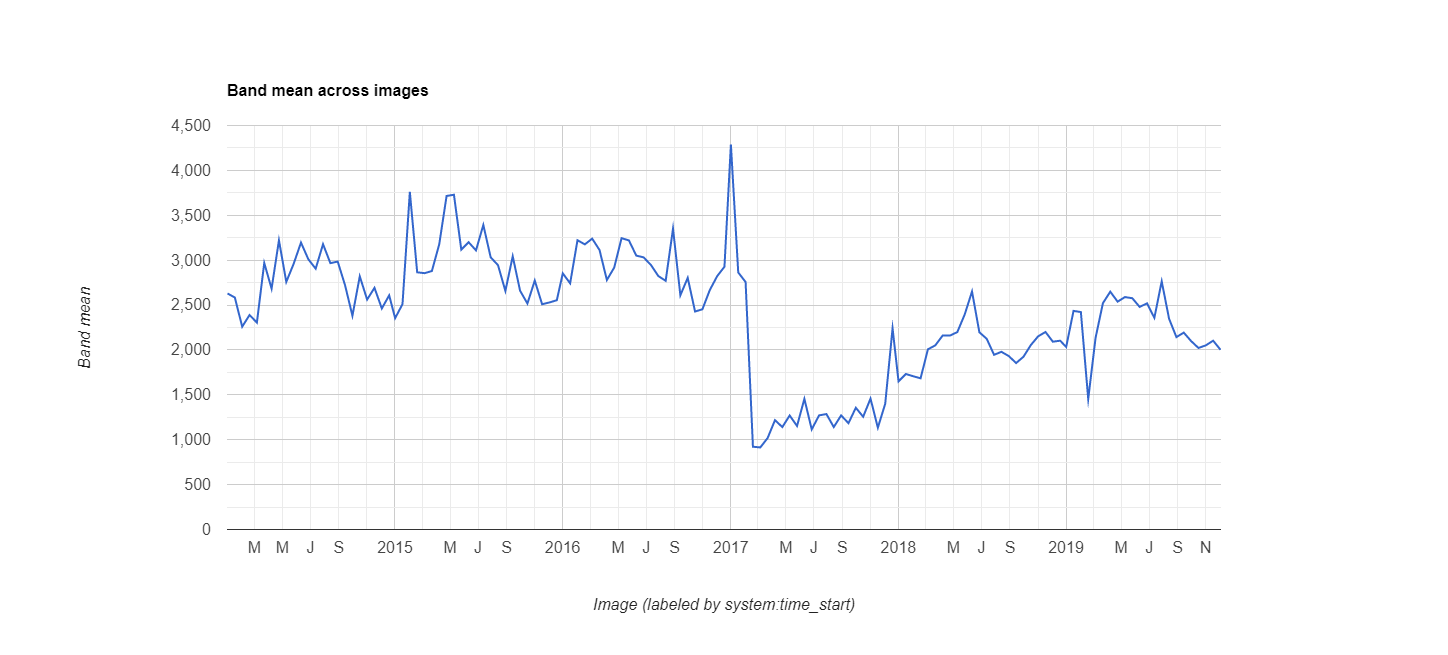 Band mean across images
4,500
4,000
3,500
3,000
2,500
2,000
1,500
1,000
500
0
Band mean
M M J S 2015 M J S 2016 M J S 2017 M J S 2018 M J S 2019 M J S N
Image (labeled by system:time_start)